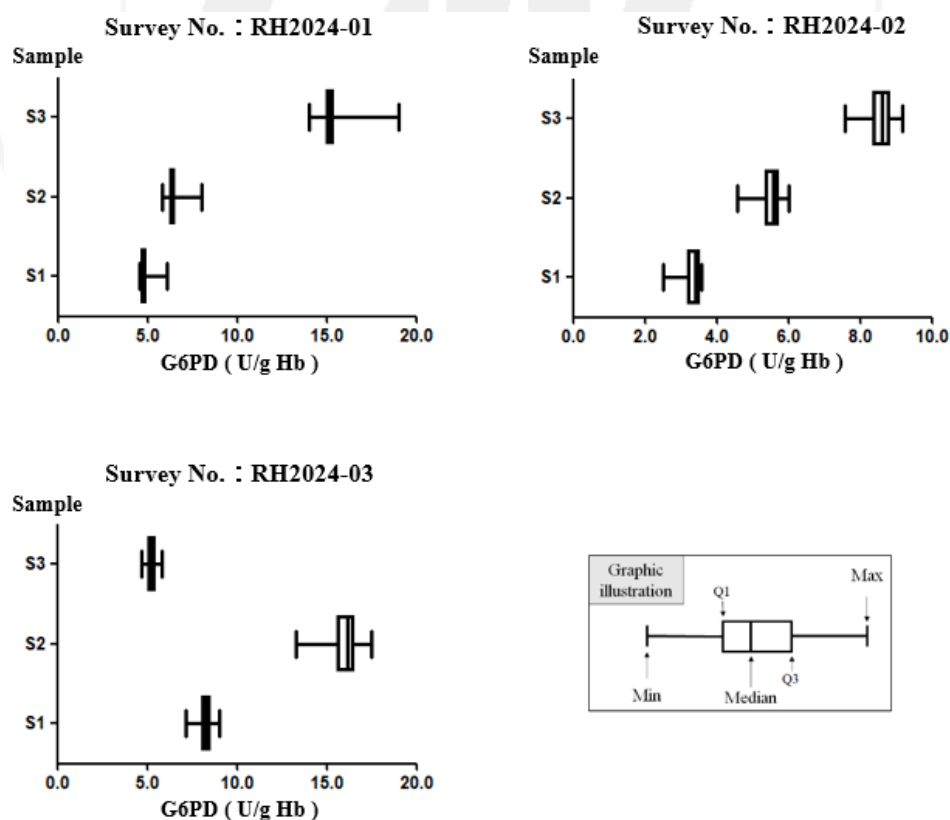 Survey No.：RH2024-01
Sample
S3
S2
S1
0.0 5.0 10.0 15.0 20.0
G6PD ( U/g Hb )
Survey No.：RH2024-02
Sample
S3
S2
S1
0.0 2.0 4.0 6.0 8.0 10.0
G6PD ( U/g Hb )
Survey No.：RH2024-03
Sample
S3
S2
S1
0.0 5.0 10.0 15.0 20.0
G6PD ( U/g Hb )
Graphic
illustration
Max
Q1
Q3
Min Median